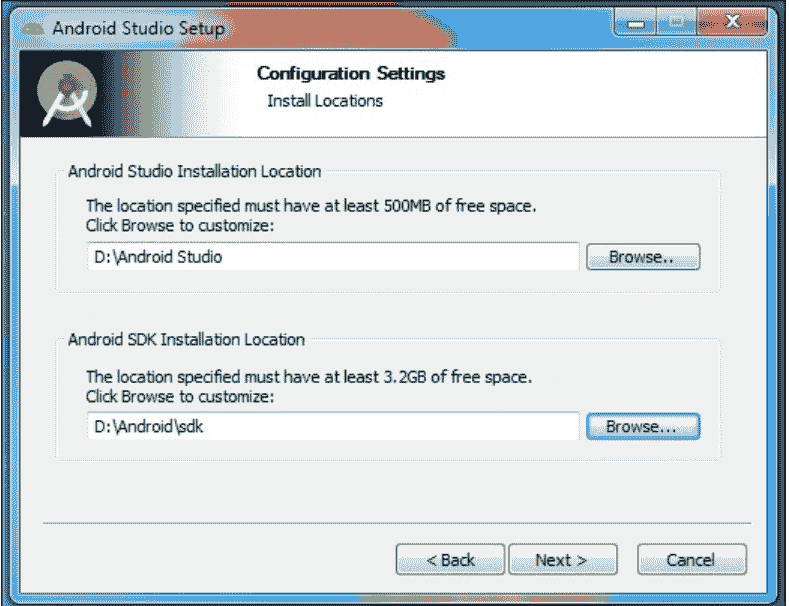 Android Studio Setup
Configuration Settings
Install Locations
Android Studio Installation Location
The location specified must have at least 500MB of free space.
Click Browse to customize:
D:\Android Studio
Browse..
Android SDK Installation Location
The location specified must have at least 3.2GB of free space.
Click Browse to customize:
D:\Android\sdk
Browse...
< Back
Next >
Cancel